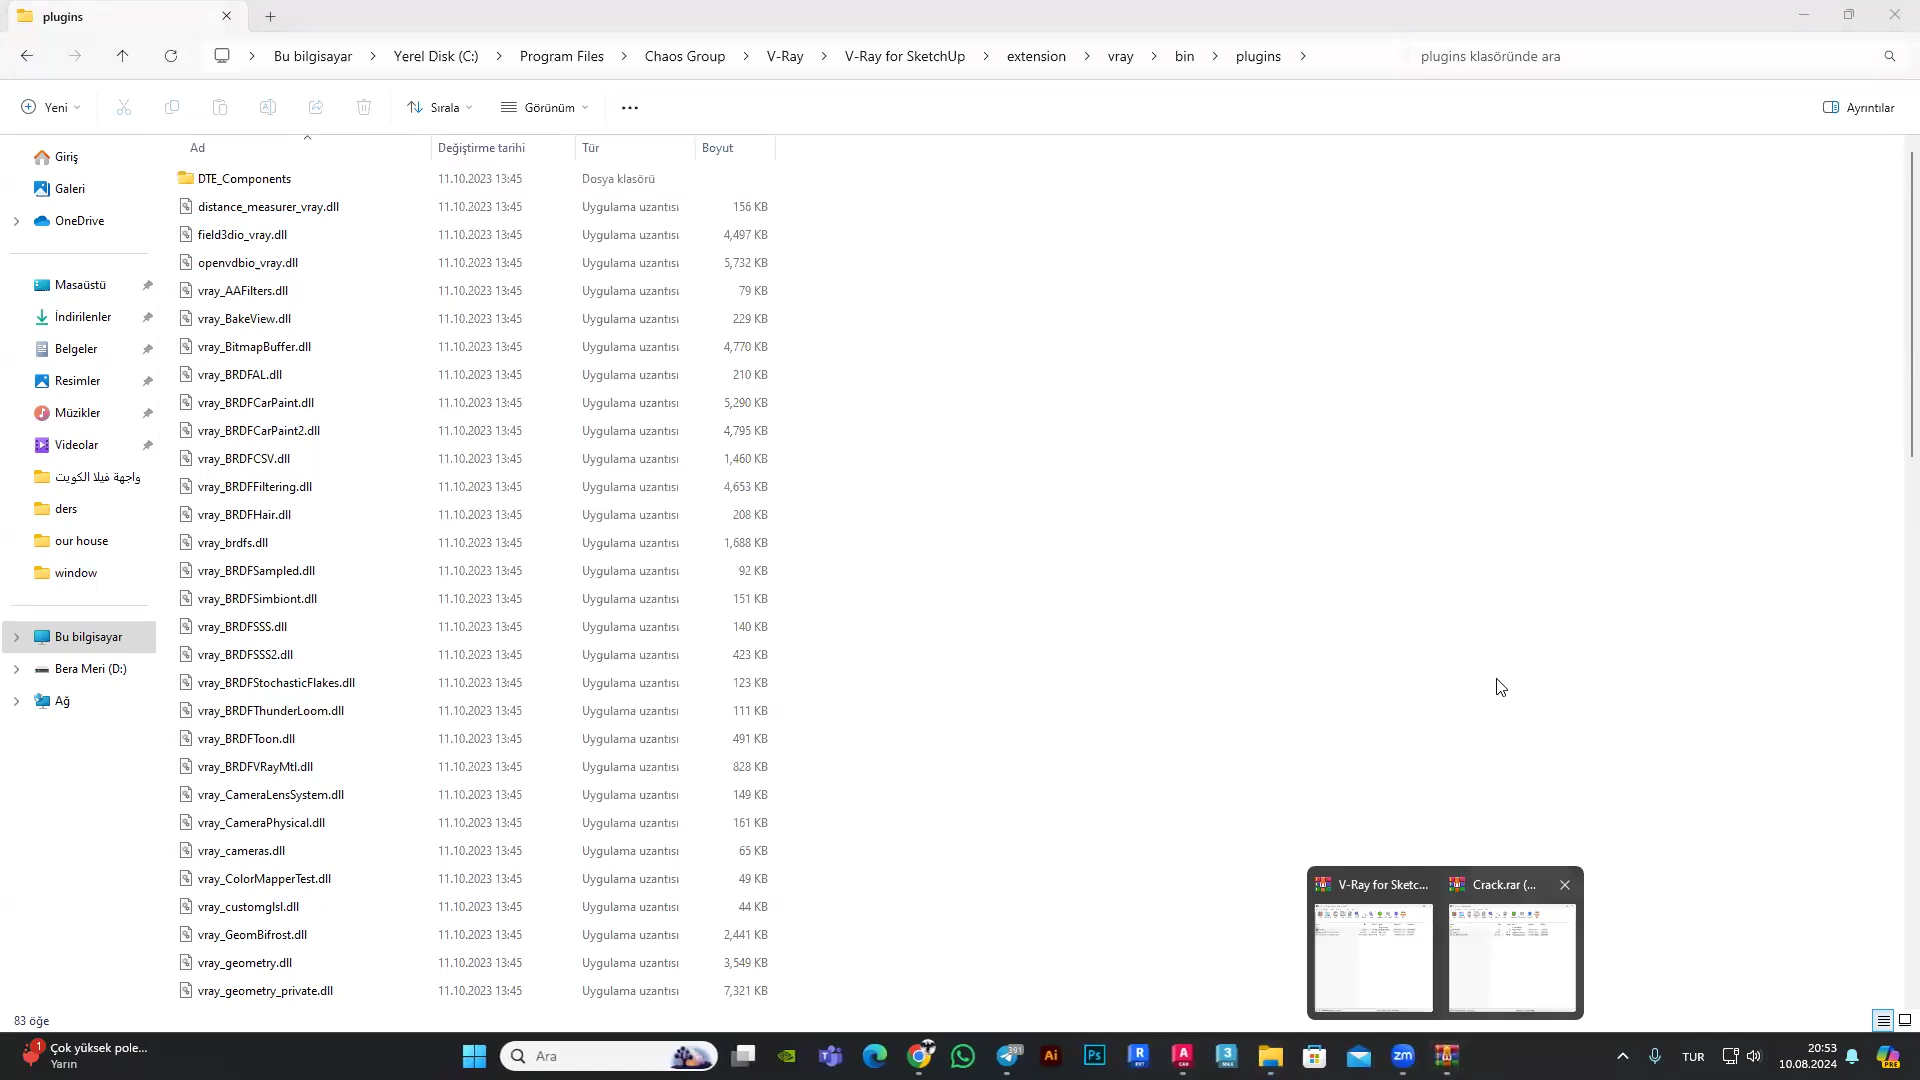 plugins
Bu bilgisayar
Yerel Disk (C:)
Program Files
Chaos Group
V-Ray
V-Ray for SketchUp
extension
vray
bin
plugins
plugins klasöründe ara
Yeni
Sırala
Görünüm
Ayrıntılar
Giriş
Galeri
OneDrive
Masaüstü
İndirilenler
Belgeler
Resimler
Müzikler
Videolar
واجهة فيلا الكويت
ders
our house
window
Bu bilgisayar
Bera Meri (D:)
Ağ
Ad Değiştirme tarihi Tür Boyut
DTE_Components 11.10.2023 13:45 Dosya klasörü
distance_measurer_vray.dll 11.10.2023 13:45 Uygulama uzantısı 156 KB
field3dio_vray.dll 11.10.2023 13:45 Uygulama uzantısı 4,497 KB
openvdbio_vray.dll 11.10.2023 13:45 Uygulama uzantısı 5,732 KB
vray_AAFilters.dll 11.10.2023 13:45 Uygulama uzantısı 79 KB
vray_BakeView.dll 11.10.2023 13:45 Uygulama uzantısı 229 KB
vray_BitmapBuffer.dll 11.10.2023 13:45 Uygulama uzantısı 4,770 KB
vray_BRDFAL.dll 11.10.2023 13:45 Uygulama uzantısı 210 KB
vray_BRDFCarPaint.dll 11.10.2023 13:45 Uygulama uzantısı 5,290 KB
vray_BRDFCarPaint2.dll 11.10.2023 13:45 Uygulama uzantısı 4,795 KB
vray_BRDFCSV.dll 11.10.2023 13:45 Uygulama uzantısı 1,460 KB
vray_BRDFFiltering.dll 11.10.2023 13:45 Uygulama uzantısı 4,653 KB
vray_BRDFHair.dll 11.10.2023 13:45 Uygulama uzantısı 208 KB
vray_brdfs.dll 11.10.2023 13:45 Uygulama uzantısı 1,688 KB
vray_BRDFSampled.dll 11.10.2023 13:45 Uygulama uzantısı 92 KB
vray_BRDFSimbiont.dll 11.10.2023 13:45 Uygulama uzantısı 151 KB
vray_BRDFSSS.dll 11.10.2023 13:45 Uygulama uzantısı 140 KB
vray_BRDFSSS2.dll 11.10.2023 13:45 Uygulama uzantısı 423 KB
vray_BRDFStochasticFlakes.dll 11.10.2023 13:45 Uygulama uzantısı 123 KB
vray_BRDFThunderLoom.dll 11.10.2023 13:45 Uygulama uzantısı 111 KB
vray_BRDFToon.dll 11.10.2023 13:45 Uygulama uzantısı 491 KB
vray_BRDFVRayMtl.dll 11.10.2023 13:45 Uygulama uzantısı 828 KB
vray_CameraLensSystem.dll 11.10.2023 13:45 Uygulama uzantısı 149 KB
vray_CameraPhysical.dll 11.10.2023 13:45 Uygulama uzantısı 161 KB
vray_cameras.dll 11.10.2023 13:45 Uygulama uzantısı 65 KB
vray_ColorMapperTest.dll 11.10.2023 13:45 Uygulama uzantısı 49 KB
vray_customglsl.dll 11.10.2023 13:45 Uygulama uzantısı 44 KB
vray_GeomBifrost.dll 11.10.2023 13:45 Uygulama uzantısı 2,441 KB
vray_geometry.dll 11.10.2023 13:45 Uygulama uzantısı 3,549 KB
vray_geometry_private.dll 11.10.2023 13:45 Uygulama uzantısı 7,321 KB
V-Ray for Sketc...
Crack.rar (...
83 öğe
1
Çok yüksek pole...
Yarın
Ara
391
Ai
Ps
R
RVT
A
CAD
3
MAX
zm
TUR
20:53
10.08.2024
PRE